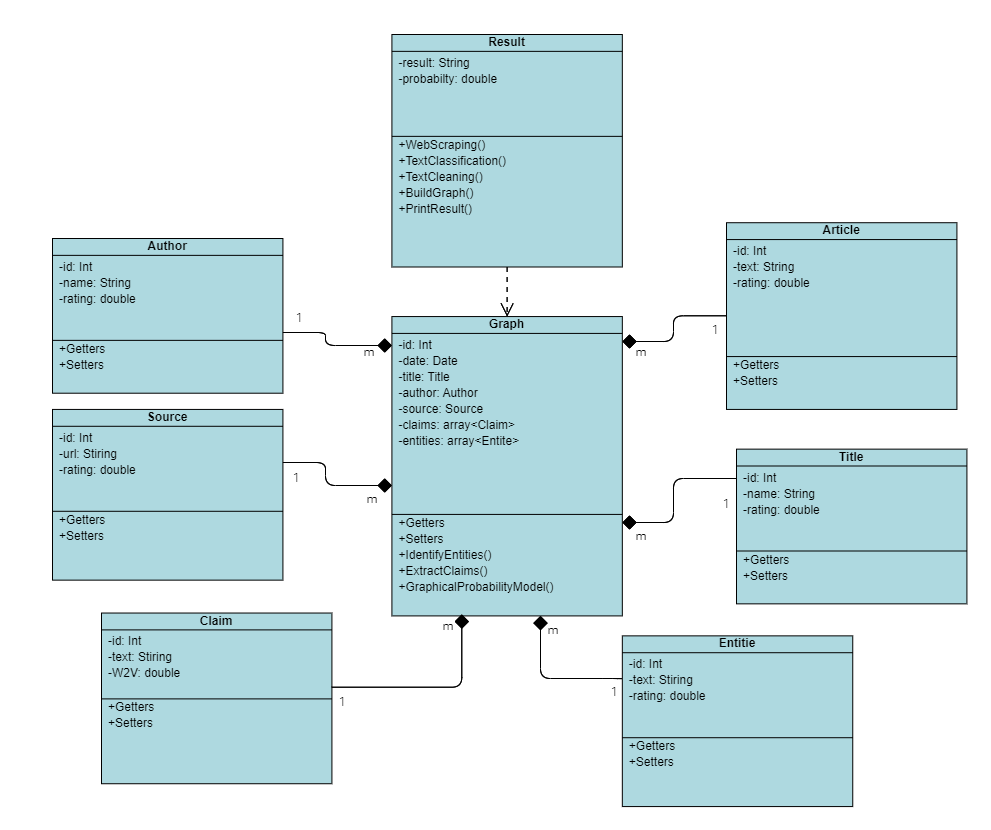 Result
-result: String
-probabilty: double
+WebScraping()
+TextClassification()
+TextCleaning()
+BuildGraph()
+PrintResult()
Author
-id: Int
-name: String
-rating: double
+Getters
+Setters
1
m
Article
-id: Int
-text: String
-rating: double
+Getters
+Setters
1
m
Graph
-id: Int
-date: Date
-title: Title
-author: Author
-source: Source
-claims: array<Claim>
-entities: array<Entite>
+Getters
+Setters
+IdentifyEntities()
+ExtractClaims()
+GraphicalProbabilityModel()
Source
-id: Int
-url: Stiring
-rating: double
+Getters
+Setters
1
m
Title
-id: Int
-name: String
-rating: double
+Getters
+Setters
1
m
Claim
-id: Int
-text: Stiring
-W2V: double
+Getters
+Setters
1
m
Entitie
-id: Int
-text: Stiring
-rating: double
+Getters
+Setters
1
m